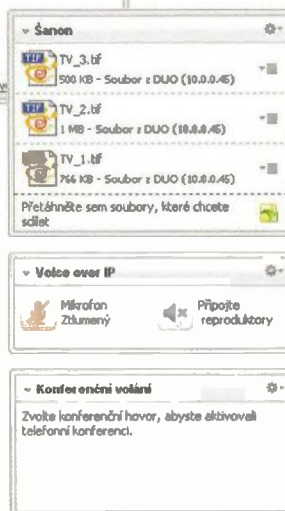 Šanon
TIFF
TV_3.tif
500 KB - Soubor z DUO (10.0.0.45)
TIFF
TV_2.tif
1 MB - Soubor z DUO (10.0.0.45)
TV_1.tif
766 KB - Soubor z DUO (10.0.0.45)
Přetáhněte sem soubory, které chcete
sdílet
Voice over IP
Mikrofon
Ztlumený
Připojte
reproduktory
Konferenční volání
Zvolte konferenční hovor, abyste aktivovali
telefonní konferenci.